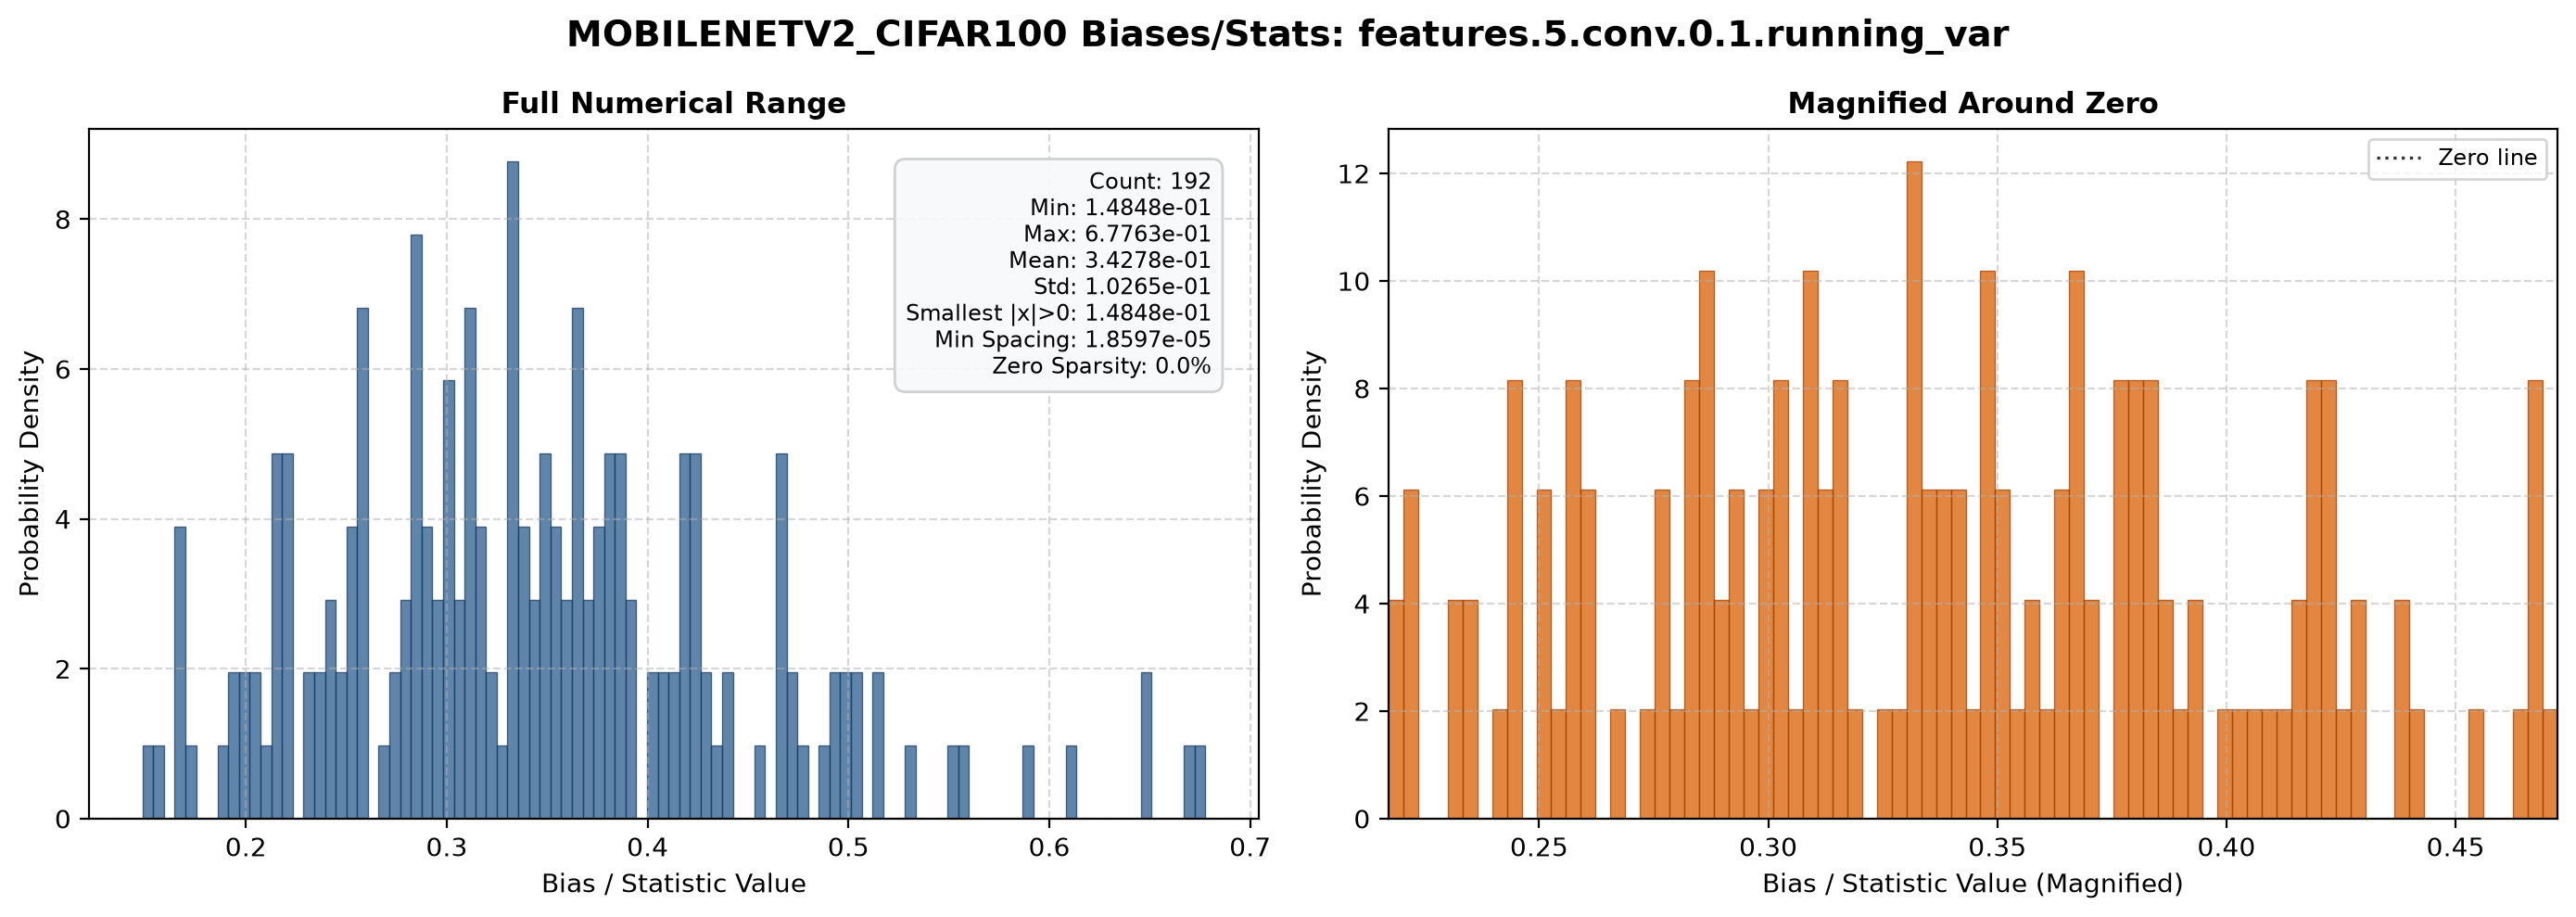 MOBILENETV2_CIFAR100 Biases/Stats: features.5.conv.0.1.running_var
Full Numerical Range
Probability Density
8
6
4
2
0
Count: 192
Min: 1.4848e-01
Max: 6.7763e-01
Mean: 3.4278e-01
Std: 1.0265e-01
Smallest |x|>0: 1.4848e-01
Min Spacing: 1.8597e-05
Zero Sparsity: 0.0%
0.2 0.3 0.4 0.5 0.6 0.7
Bias / Statistic Value
Magnified Around Zero
Probability Density
12
10
8
6
4
2
0
Zero line
0.25 0.30 0.35 0.40 0.45
Bias / Statistic Value (Magnified)